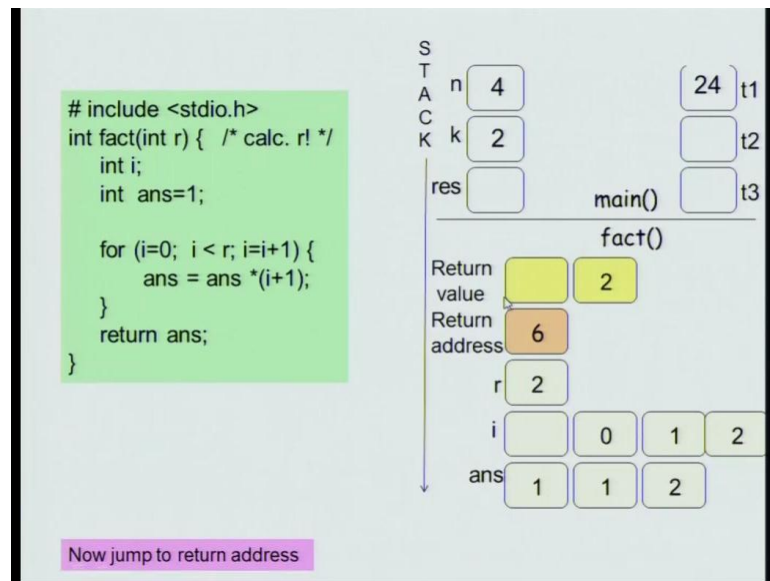 # include <stdio.h>
int fact(int r) { /* calc. r! */
int i;
int ans=1;
for (i=0; i < r; i=i+1) {
ans = ans *(i+1);
}
return ans;
}
Now jump to return address
S
T
A
C
K
n 4 24 t1
k 2 t2
res main() t3
fact()
Return
value 2
Return
address 6
r 2
i 0 1 2
ans 1 1 2